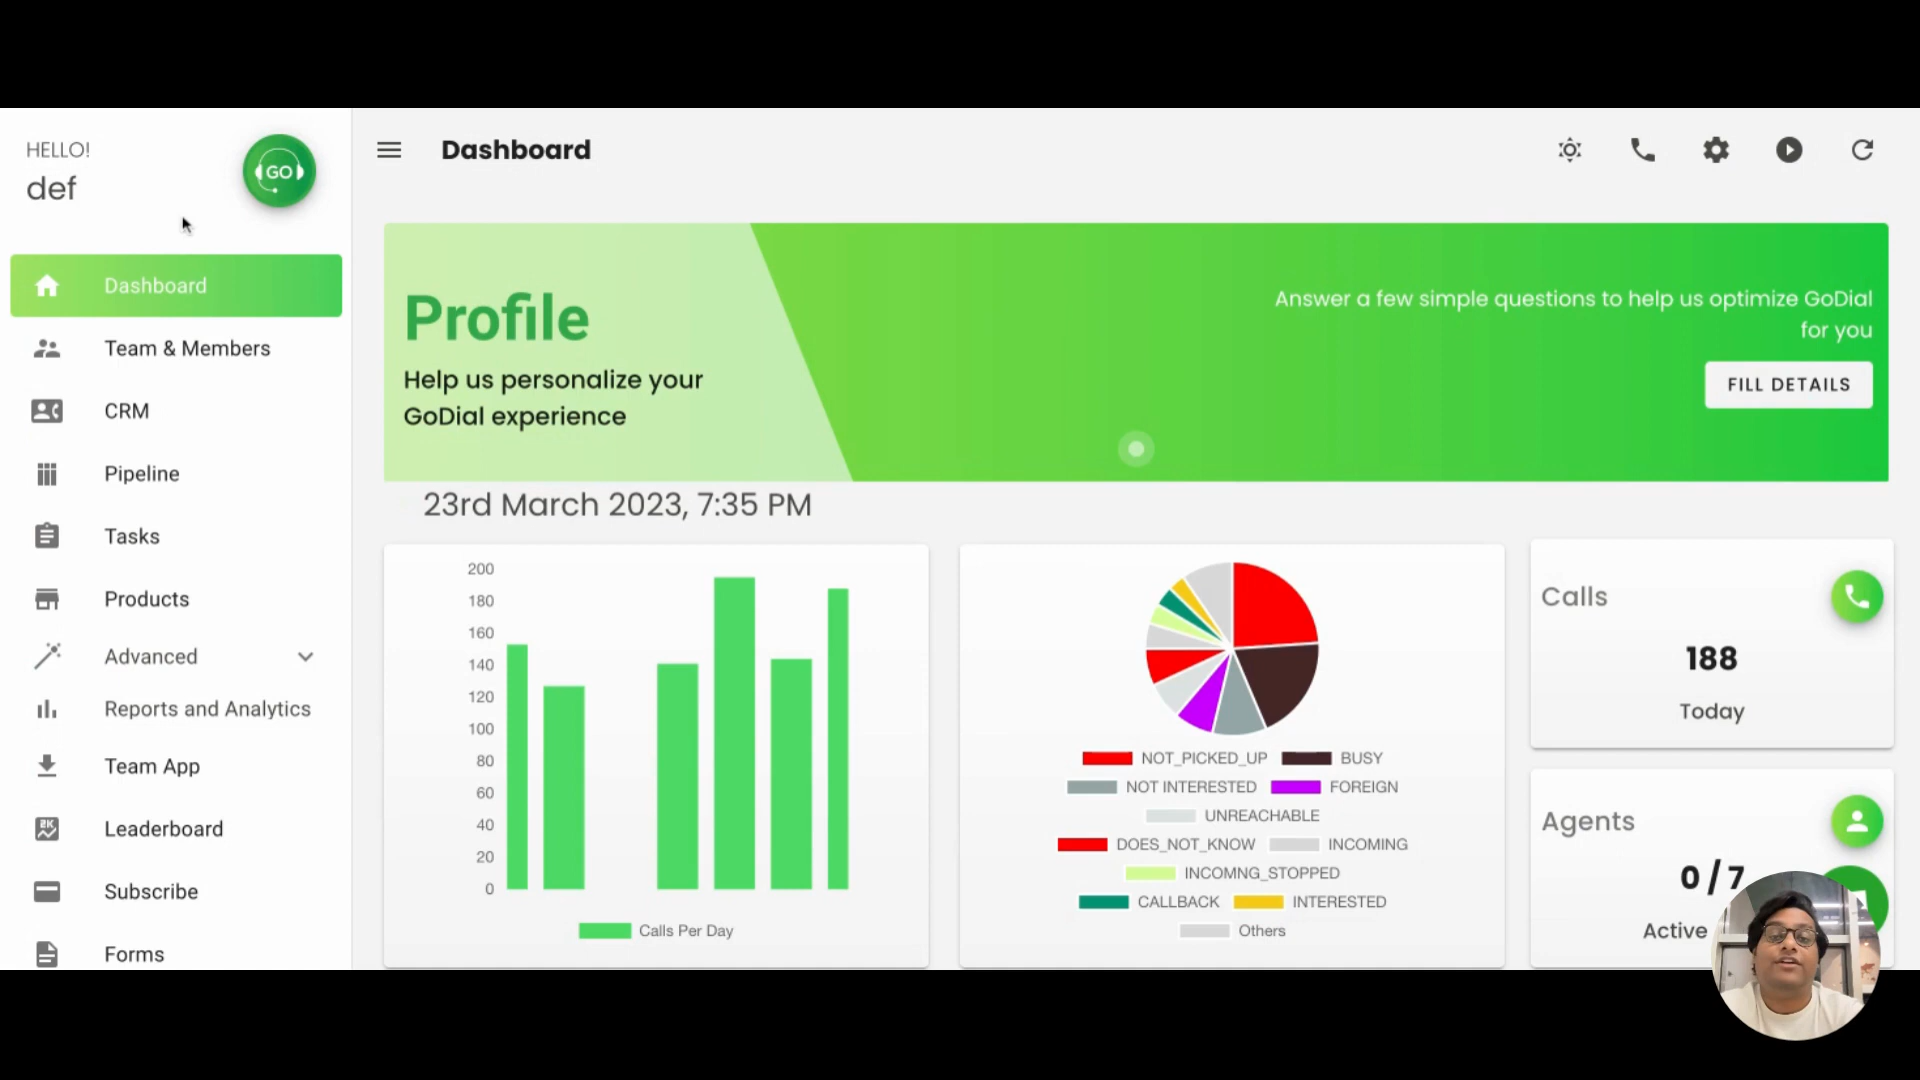 HELLO!
def
GO
Dashboard
Team & Members
CRM
Pipeline
Tasks
Products
Advanced
Reports and Analytics
Team App
2K
Leaderboard
Subscribe
Forms
Dashboard
Profile
Help us personalize your
GoDial experience
Answer a few simple questions to help us optimize GoDial
for you
FILL DETAILS
23rd March 2023, 7:35 PM
200
180
160
140
120
100
80
60
40
20
0
Calls Per Day
NOT_PICKED_UP BUSY
NOT INTERESTED FOREIGN
UNREACHABLE
DOES_NOT_KNOW INCOMING
INCOMNG_STOPPED
CALLBACK INTERESTED
Others
Calls
188
Today
Agents
0 / 7
Active